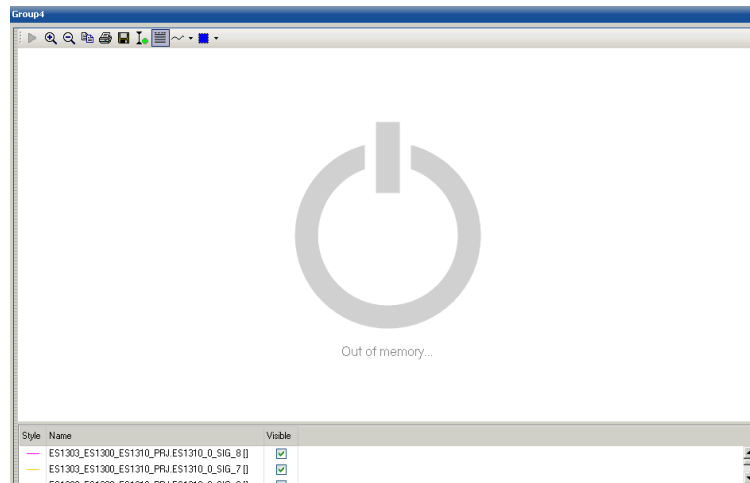 Group4
Out of memory...
Style Name Visible
ES1303_ES1300_ES1310_PRJ.ES1310_0_SIG_8 []
ES1303_ES1300_ES1310_PRJ.ES1310_0_SIG_7 []